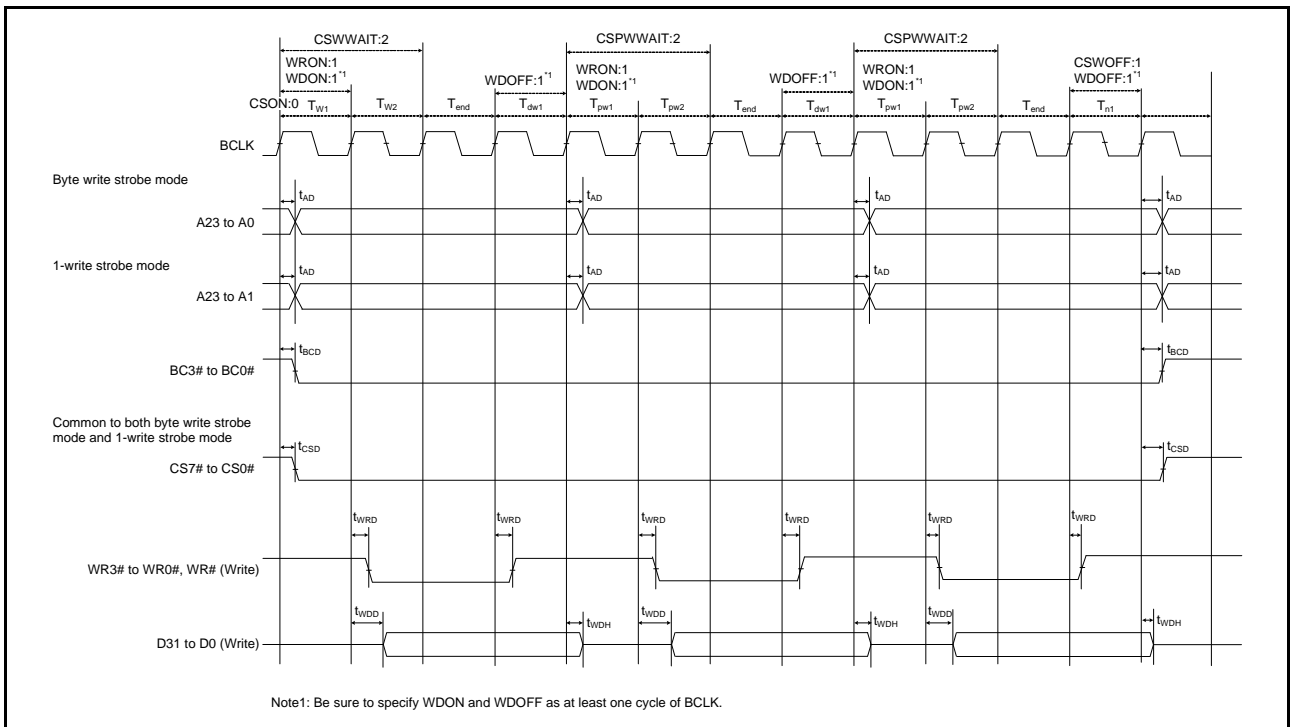 CSWWAIT:2
CSPWWAIT:2
CSPWWAIT:2
WRON:1
WDON:1*1
WDOFF:1*1
WRON:1
WDON:1*1
WDOFF:1*1
WRON:1
WDON:1*1
CSWOFF:1
WDOFF:1*1
CSON:0
TW1
TW2
Tend
Tdw1
Tpw1
Tpw2
Tend
Tdw1
Tpw1
Tpw2
Tend
Tn1
BCLK
Byte write strobe mode
tAD
tAD
tAD
tAD
A23 to A0
1-write strobe mode
tAD
tAD
tAD
tAD
A23 to A1
tBCD
tBCD
BC3# to BC0#
Common to both byte write strobe
mode and 1-write strobe mode
tCSD
tCSD
CS7# to CS0#
tWRD
tWRD
tWRD
tWRD
tWRD
tWRD
WR3# to WR0#, WR# (Write)
tWDD
tWDH
tWDD
tWDH
tWDD
tWDH
D31 to D0 (Write)
Note1: Be sure to specify WDON and WDOFF as at least one cycle of BCLK.